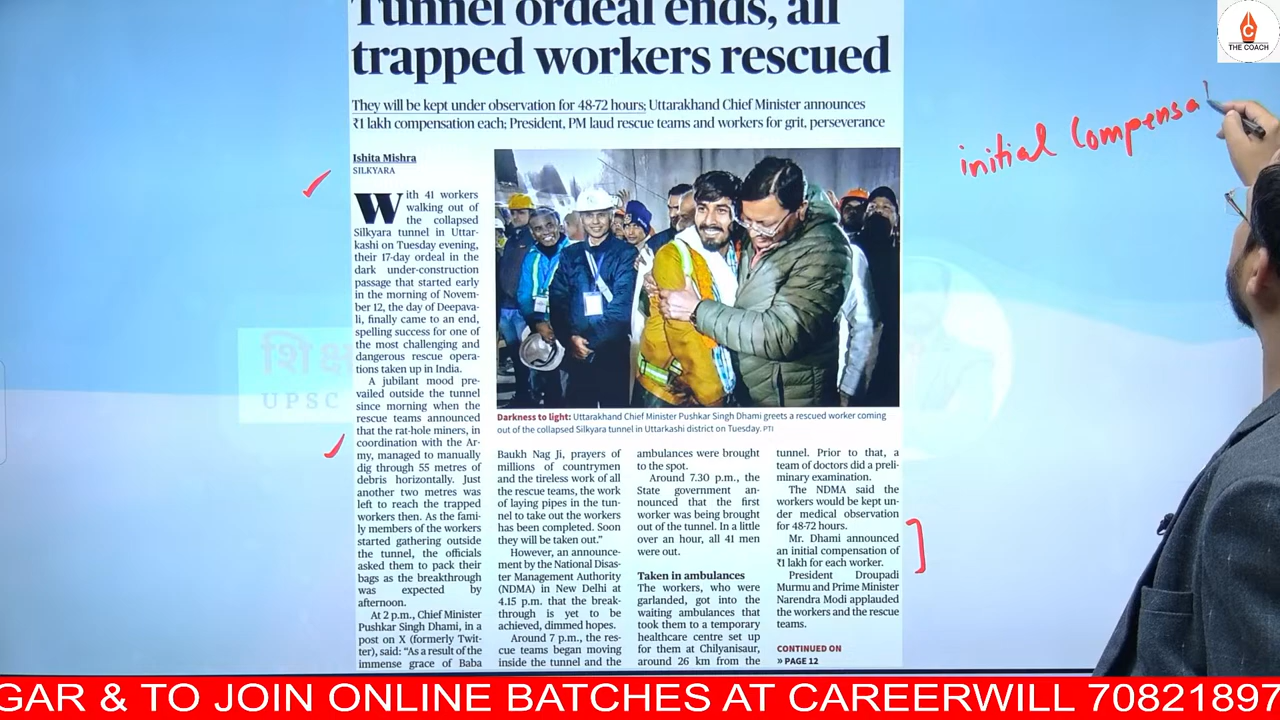 Tunnel ordeal ends, all
trapped workers rescued
They will be kept under observation for 48-72 hours; Uttarakhand Chief Minister announces
₹1 lakh compensation each; President, PM laud rescue teams and workers for grit, perseverance
Ishita Mishra
SILKYARA
With 41 workers
walking out of
the collapsed
Silkyara tunnel in Uttar-
kashi on Tuesday evening,
their 17-day ordeal in the
dark under-construction
passage that started early
in the morning of Novem-
ber 12, the day of Deepava-
li, finally came to an end,
spelling success for one of
the most challenging and
dangerous rescue opera-
tions taken up in India.
A jubilant mood pre-
vailed outside the tunnel
since morning when the
rescue teams announced
that the rat-hole miners, in
coordination with the Ar-
my, managed to manually
dig through 55 metres of
debris horizontally. Just
another two metres was
left to reach the trapped
workers then. As the fami-
ly members of the workers
started gathering outside
the tunnel, the officials
asked them to pack their
bags as the breakthrough
was expected by
afternoon.
At 2 p.m., Chief Minister
Pushkar Singh Dhami, in a
post on X (formerly Twit-
ter), said: “As a result of the
immense grace of Baba
Darkness to light: Uttarakhand Chief Minister Pushkar Singh Dhami greets a rescued worker coming
out of the collapsed Silkyara tunnel in Uttarkashi district on Tuesday. PTI
Baukh Nag Ji, prayers of
millions of countrymen
and the tireless work of all
the rescue teams, the work
of laying pipes in the tun-
nel to take out the workers
has been completed. Soon
they will be taken out.”
However, an announce-
ment by the National Disas-
ter Management Authority
(NDMA) in New Delhi at
4.15 p.m. that the break-
through is yet to be
achieved, dimmed hopes.
Around 7 p.m., the res-
cue teams began moving
inside the tunnel and the
ambulances were brought
to the spot.
Around 7.30 p.m., the
State government an-
nounced that the first
worker was being brought
out of the tunnel. In a little
over an hour, all 41 men
were out.
Taken in ambulances
The workers, who were
garlanded, got into the
waiting ambulances that
took them to a temporary
healthcare centre set up
for them at Chilyanisaur,
around 26 km from the
tunnel. Prior to that, a
team of doctors did a preli-
minary examination.
The NDMA said the
workers would be kept un-
der medical observation
for 48-72 hours.
Mr. Dhami announced
an initial compensation of
₹1 lakh for each worker.
President Droupadi
Murmu and Prime Minister
Narendra Modi applauded
the workers and the rescue
teams.
CONTINUED ON
» PAGE 12
initial Compensa
THE COACH
UPSC
GAR & TO JOIN ONLINE BATCHES AT CAREERWILL 70821897